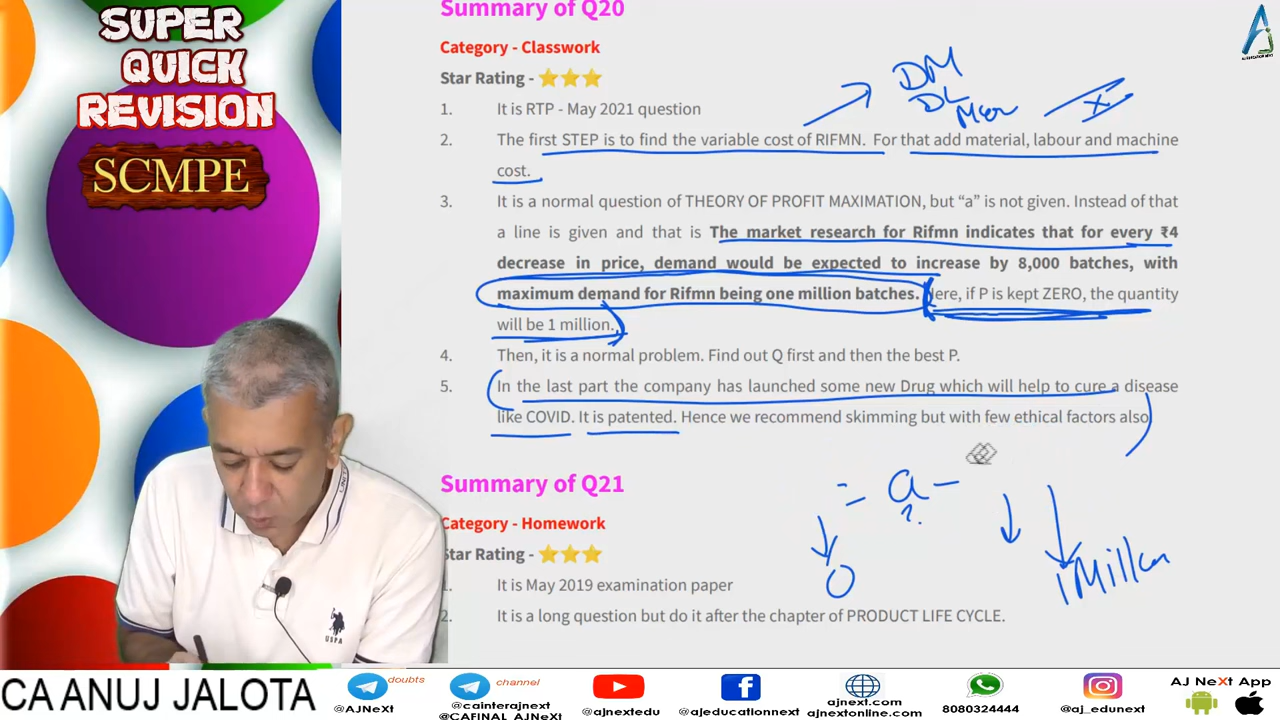 SUPER
QUICK
REVISION
SCMPE
Summary of Q20
Category - Classwork
Star Rating -
1. It is RTP - May 2021 question
2. The first STEP is to find the variable cost of RIFMN. For that add material, labour and machine
cost.
3. It is a normal question of THEORY OF PROFIT MAXIMATION, but “a” is not given. Instead of that
a line is given and that is The market research for Rifmn indicates that for every ₹4
decrease in price, demand would be expected to increase by 8,000 batches, with
maximum demand for Rifmn being one million batches. Here, if P is kept ZERO, the quantity
will be 1 million.
4. Then, it is a normal problem. Find out Q first and then the best P.
5. In the last part the company has launched some new Drug which will help to cure a disease
like COVID. It is patented. Hence we recommend skimming but with few ethical factors also
DM
DL
X
= a -
?
0
1 Million
Summary of Q21
Category - Homework
Star Rating -
1. It is May 2019 examination paper
2. It is a long question but do it after the chapter of PRODUCT LIFE CYCLE.
LINE
USPA
CA ANUJ JALOTA
doubts
@AJNeXt
channel
@cainterajnext
@CAFINAL_AJNeXt
@ajnextedu
@ajeducationnext
ajnext.com
ajnextonline.com
8080324444
@aj_edunext
AJ NeXt App